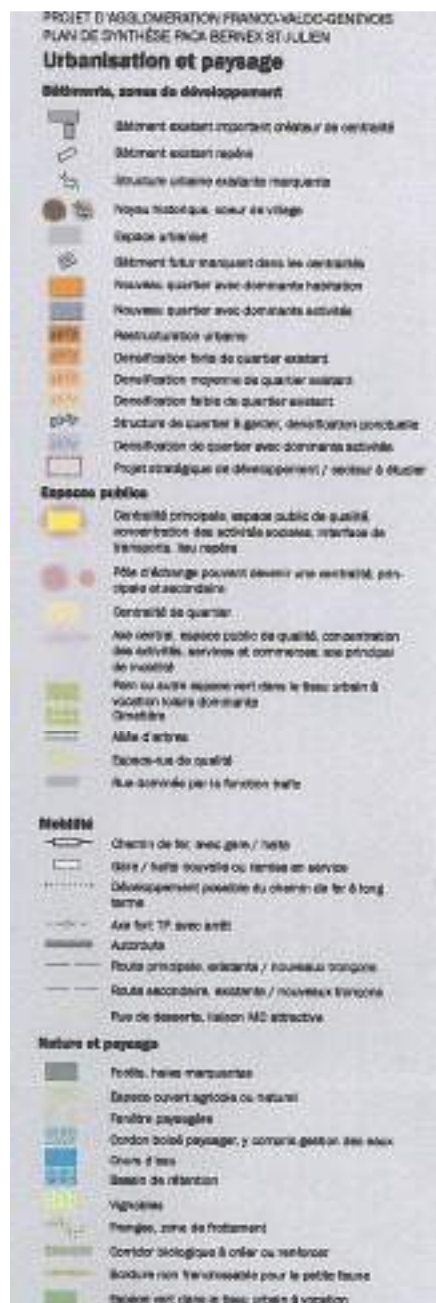 PROJET D'AGGLOMERATION FRANCO-VALDO-GENEVOIS
PLAN DE SYNTHÈSE PACA BERNEX ST-JULIEN
Urbanisation et paysage
Bâtiments, zones de développement
Bâtiment existant important créateur de centralité
Bâtiment existant repère
Structure urbaine existante marquante
Noyau historique, coeur de village
Espace urbanisé
Bâtiment futur marquant dans les centralités
Nouveau quartier avec dominante habitation
Nouveau quartier avec dominante activités
Restructuration urbaine
Densification forte de quartier existant
Densification moyenne de quartier existant
Densification faible de quartier existant
Structure de quartier à garder, densification ponctuelle
Densification de quartier avec dominante activités
Projet stratégique de développement / secteur à étudier
Espaces publics
Centralité principale, espace public de qualité,
concentration des activités sociales, interface de
transports, lieu repère
Pôle d'échange pouvant devenir une centralité, prin-
cipale et secondaire
Centralité de quartier
Axe central, espace public de qualité, concentration
des activités, services et commerces, axe principal
de mobilité
Parc ou autre espace vert dans le tissu urbain à
vocation loisirs dominante
Cimetière
Allée d'arbres
Espace-rue de qualité
Rue dominée par la fonction trafic
Mobilité
Chemin de fer, avec gare / halte
Gare / halte nouvelle ou remise en service
Développement possible du chemin de fer à long
terme
Axe fort TP avec arrêt
Autoroute
Route principale, existante / nouveaux tronçons
Route secondaire, existante / nouveaux tronçons
Rue de desserte, liaison MD attractive
Nature et paysage
Forêts, haies marquantes
Espace ouvert agricole ou naturel
Fenêtre paysagère
Cordon boisé paysager, y compris gestion des eaux
Cours d'eau
Bassin de rétention
Vignobles
Franges, zone de frottement
Corridor biologique à créer ou renforcer
Bordure non franchissable pour la petite faune
Espace vert dans le tissu urbain à vocation